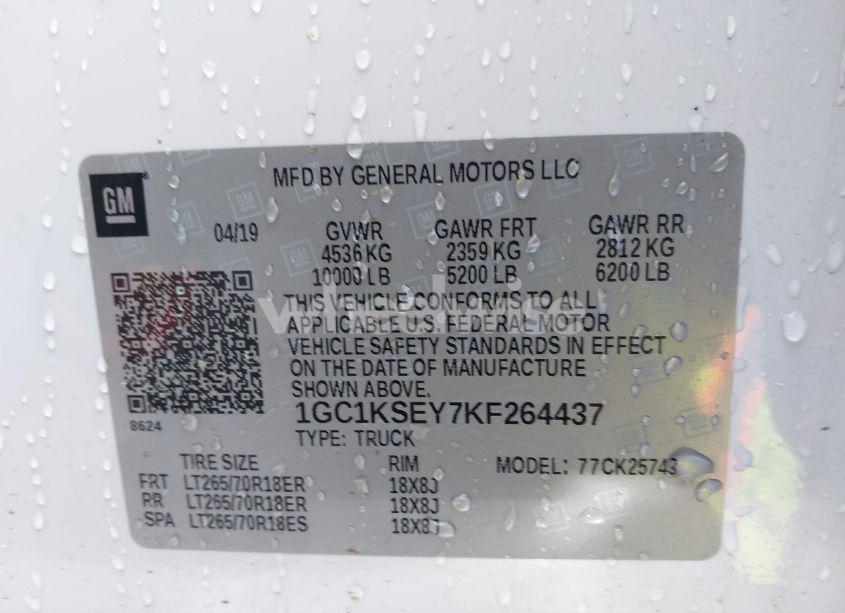 GM
MFD BY GENERAL MOTORS LLC
04/19 GVWR GAWR FRT GAWR RR
4536 KG 2359 KG 2812 KG
10000 LB 5200 LB 6200 LB
THIS VEHICLE CONFORMS TO ALL
APPLICABLE U.S. FEDERAL MOTOR
VEHICLE SAFETY STANDARDS IN EFFECT
ON THE DATE OF MANUFACTURE
SHOWN ABOVE.
8624
1GC1KSEY7KF264437
TYPE: TRUCK
TIRE SIZE RIM MODEL: 77CK25743
FRT LT265/70R18ER 18X8J
RR LT265/70R18ER 18X8J
SPA LT265/70R18ES 18X8J